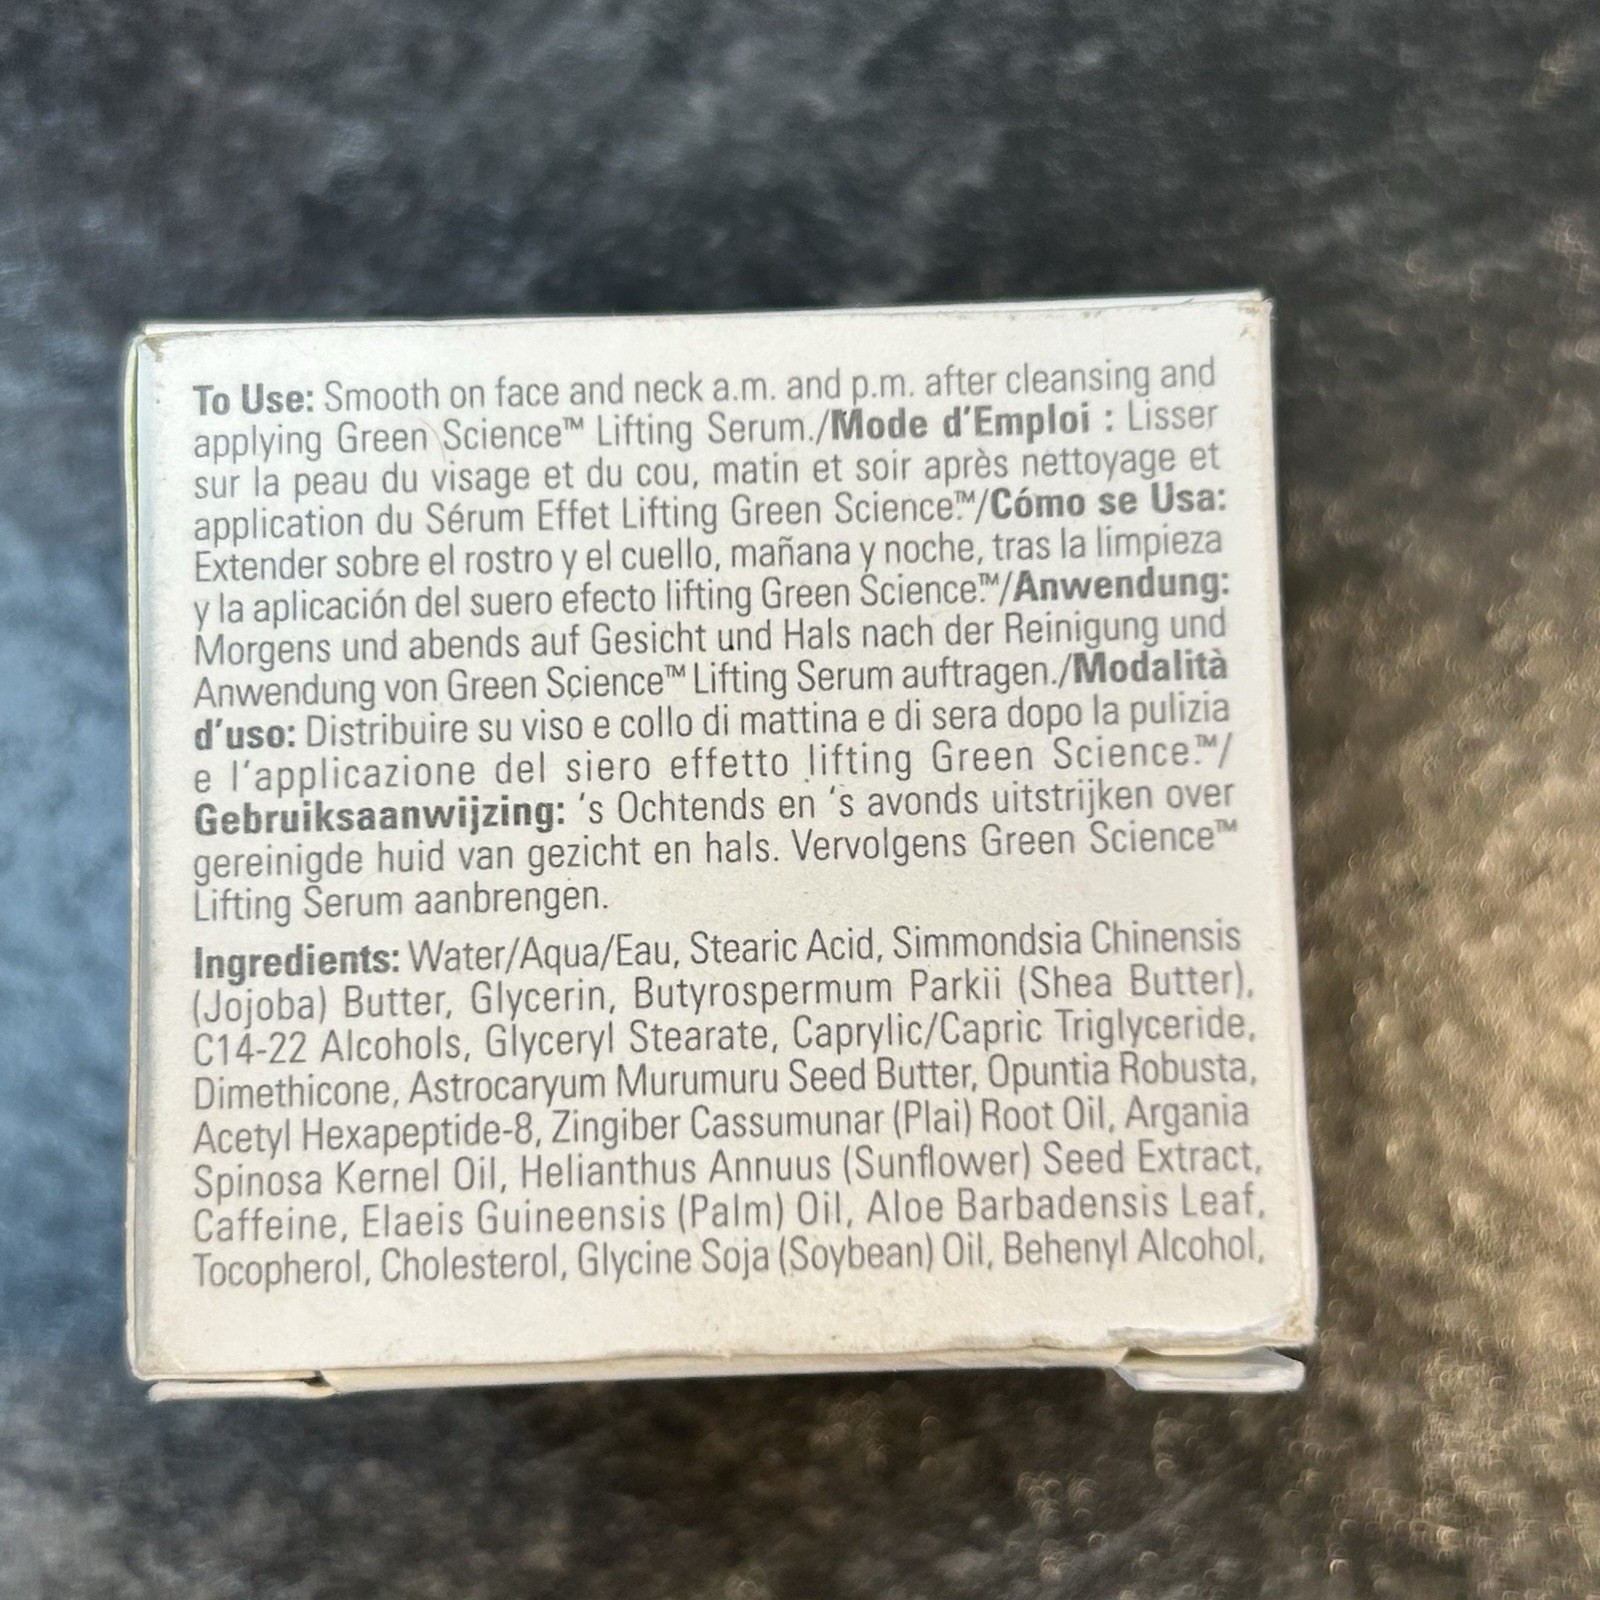 To Use: Smooth on face and neck a.m. and p.m. after cleansing and
applying Green Science™ Lifting Serum./Mode d'Emploi : Lisser
sur la peau du visage et du cou, matin et soir après nettoyage et
application du Sérum Effet Lifting Green Science.™/Cómo se Usa:
Extender sobre el rostro y el cuello, mañana y noche, tras la limpieza
y la aplicación del suero efecto lifting Green Science.™/Anwendung:
Morgens und abends auf Gesicht und Hals nach der Reinigung und
Anwendung von Green Science™ Lifting Serum auftragen./Modalità
d'uso: Distribuire su viso e collo di mattina e di sera dopo la pulizia
e l'applicazione del siero effetto lifting Green Science.™/
Gebruiksaanwijzing: 's Ochtends en 's avonds uitstrijken over
gereinigde huid van gezicht en hals. Vervolgens Green Science™
Lifting Serum aanbrengen.
Ingredients: Water/Aqua/Eau, Stearic Acid, Simmondsia Chinensis
(Jojoba) Butter, Glycerin, Butyrospermum Parkii (Shea Butter),
C14-22 Alcohols, Glyceryl Stearate, Caprylic/Capric Triglyceride,
Dimethicone, Astrocaryum Murumuru Seed Butter, Opuntia Robusta,
Acetyl Hexapeptide-8, Zingiber Cassumunar (Plai) Root Oil, Argania
Spinosa Kernel Oil, Helianthus Annuus (Sunflower) Seed Extract,
Caffeine, Elaeis Guineensis (Palm) Oil, Aloe Barbadensis Leaf,
Tocopherol, Cholesterol, Glycine Soja (Soybean) Oil, Behenyl Alcohol,